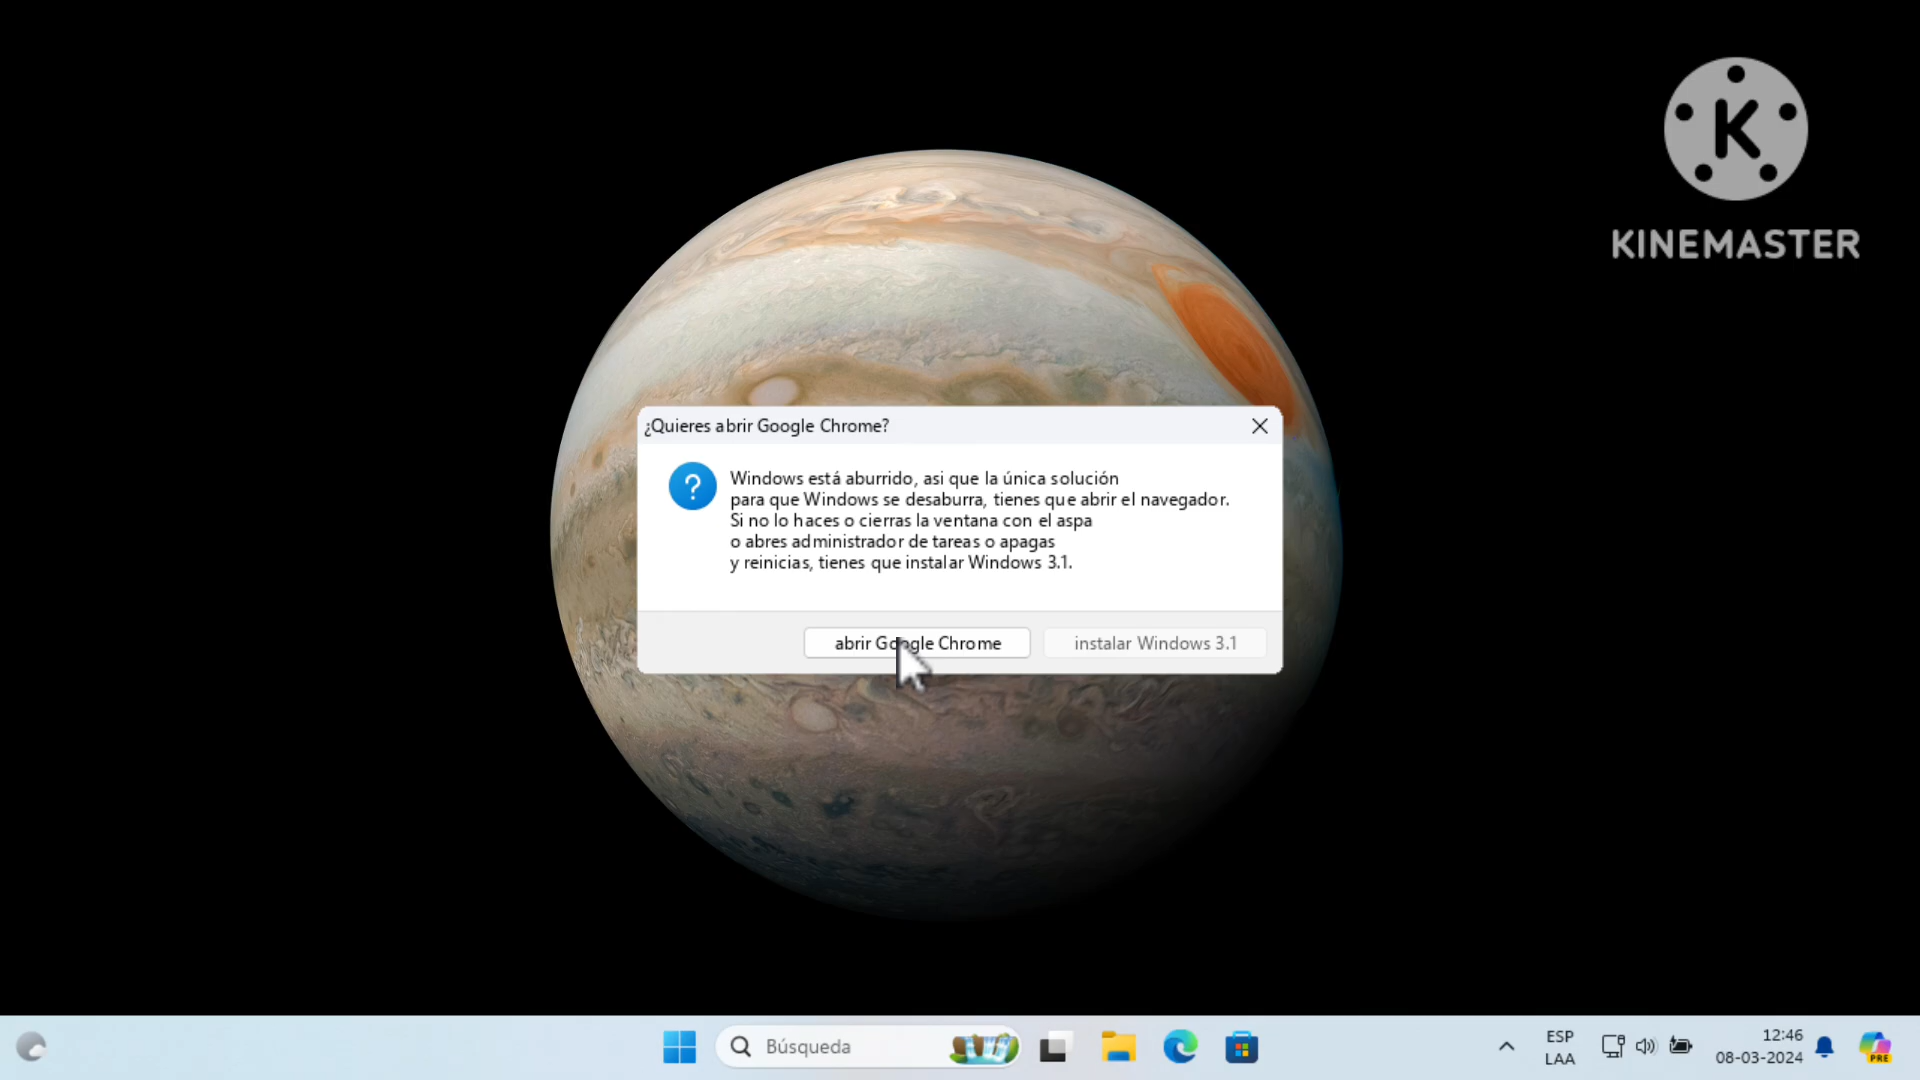 K
KINEMASTER
¿Quieres abrir Google Chrome?
Windows está aburrido, asi que la única solución
para que Windows se desaburra, tienes que abrir el navegador.
Si no lo haces o cierras la ventana con el aspa
o abres administrador de tareas o apagas
y reinicias, tienes que instalar Windows 3.1.
abrir Google Chrome
instalar Windows 3.1
Búsqueda
ESP
LAA
12:46
08-03-2024
PRE